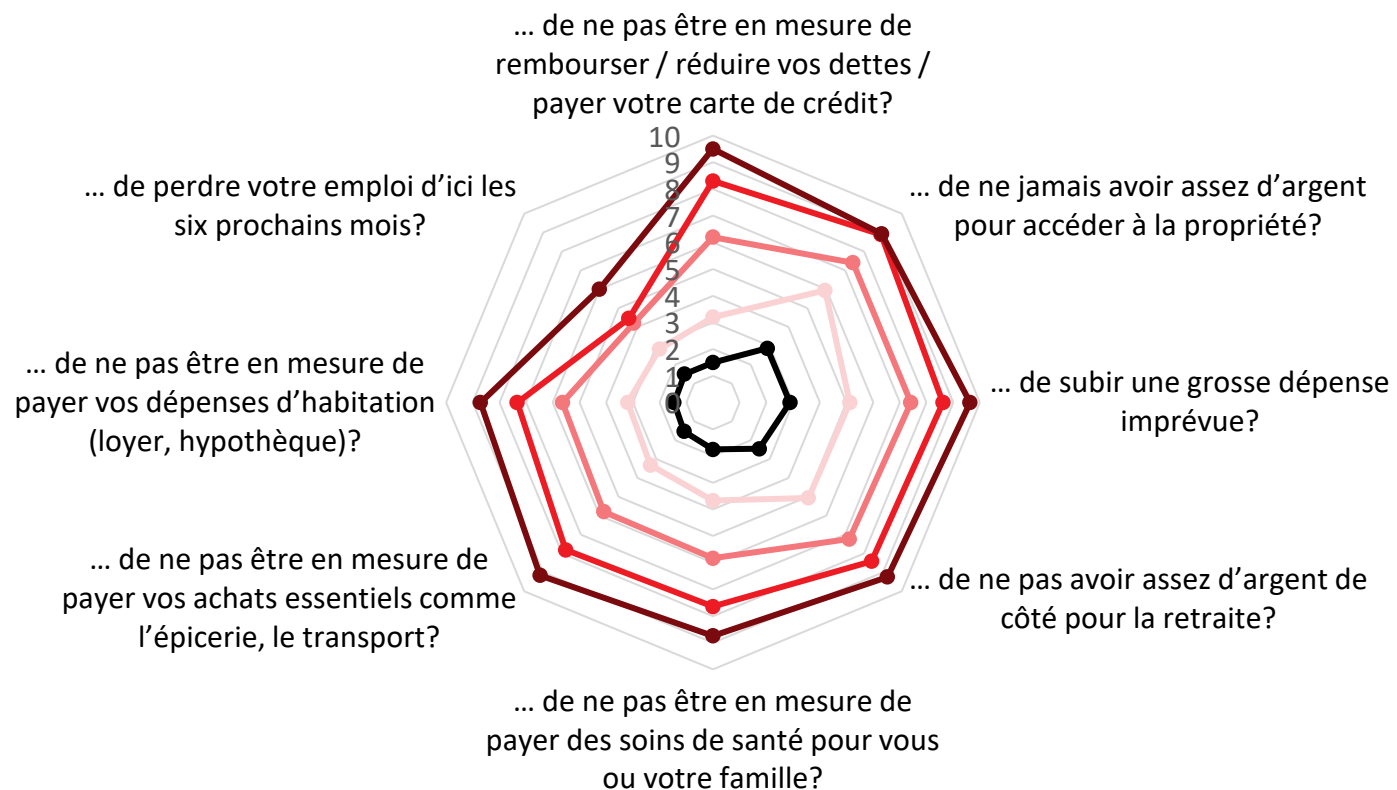 … de ne pas être en mesure de
rembourser / réduire vos dettes /
payer votre carte de crédit?
… de ne jamais avoir assez d’argent
pour accéder à la propriété?
… de subir une grosse dépense
imprévue?
… de ne pas avoir assez d’argent de
côté pour la retraite?
… de ne pas être en mesure de
payer des soins de santé pour vous
ou votre famille?
… de ne pas être en mesure de
payer vos achats essentiels comme
l’épicerie, le transport?
… de ne pas être en mesure de
payer vos dépenses d’habitation
(loyer, hypothèque)?
… de perdre votre emploi d’ici les
six prochains mois?
10
9
8
7
6
5
4
3
2
1
0